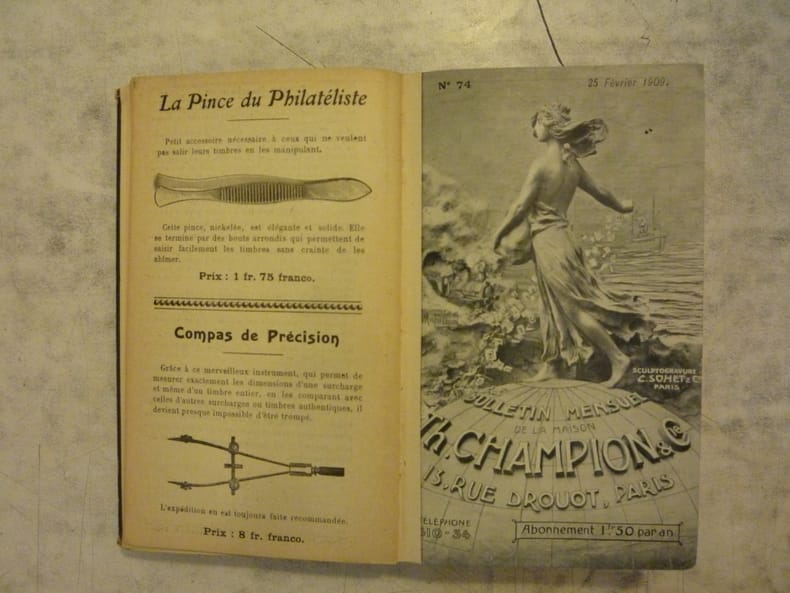 La Pince du Philatéliste
Petit accessoire nécessaire à ceux qui ne veulent
pas salir leurs timbres en les manipulant.
Cette pince, nickelée, est élégante et solide. Elle
se termine par des bouts arrondis qui permettent de
saisir facilement les timbres sans crainte de les
abîmer.
Prix : 1 fr. 75 franco.
Compas de Précision
Grâce à ce merveilleux instrument, qui permet de
mesurer exactement les dimensions d'une surcharge
et même d'un timbre entier, en les comparant avec
celles d'autres surcharges ou timbres authentiques, il
devient presque impossible d'être trompé.
L'expédition en est toujours faite recommandée.
Prix : 8 fr. franco.
N° 74
25 Février 1909.
SCULPTOGRAVURE
C. SOHET & Cie
PARIS
BULLETIN MENSUEL
DE LA MAISON
Th. CHAMPION & Cie
13, RUE DROUOT, PARIS
TÉLÉPHONE
310-34
Abonnement 1fr 50 par an